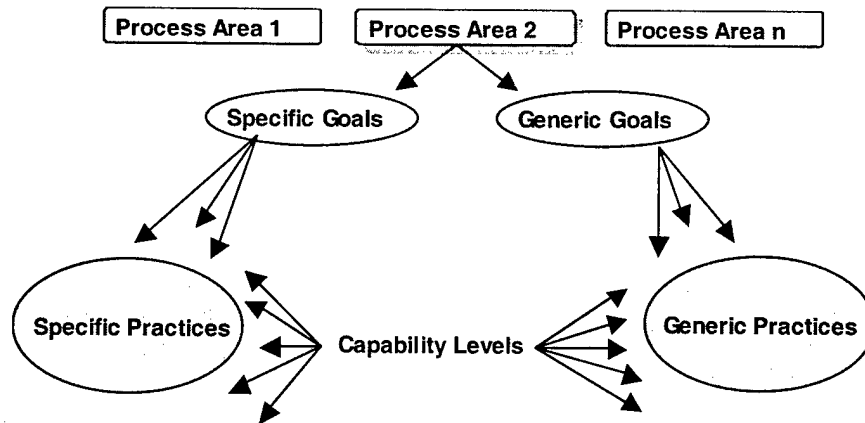 Process Area 1 Process Area 2 Process Area n
Specific Goals Generic Goals
Specific Practices Capability Levels Generic Practices